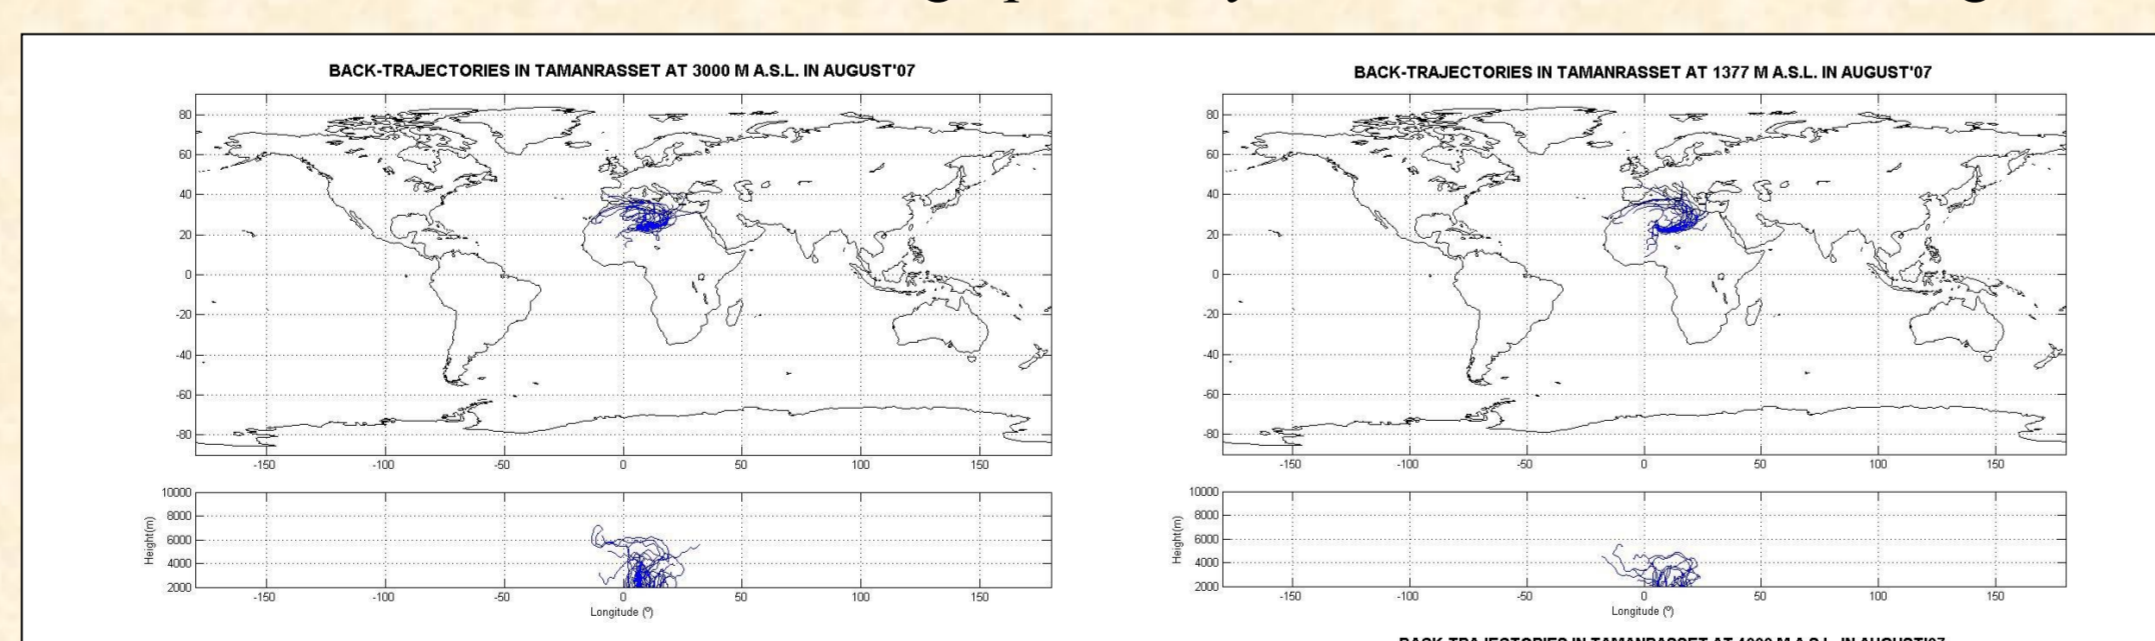 BACK-TRAJECTORIES IN TAMANRASSET AT 3000 M A.S.L. IN AUGUST'07
80
60
40
20
0
-20
-40
-60
-80
-150 -100 -50 0 50 100 150
10000
8000
6000
4000
2000
Height(m)
-150 -100 -50 0 50 100 150
Longitude (º)
BACK-TRAJECTORIES IN TAMANRASSET AT 1377 M A.S.L. IN AUGUST'07
80
60
40
20
0
-20
-40
-60
-80
-150 -100 -50 0 50 100 150
10000
8000
6000
4000
2000
Height(m)
-150 -100 -50 0 50 100 150
Longitude (º)